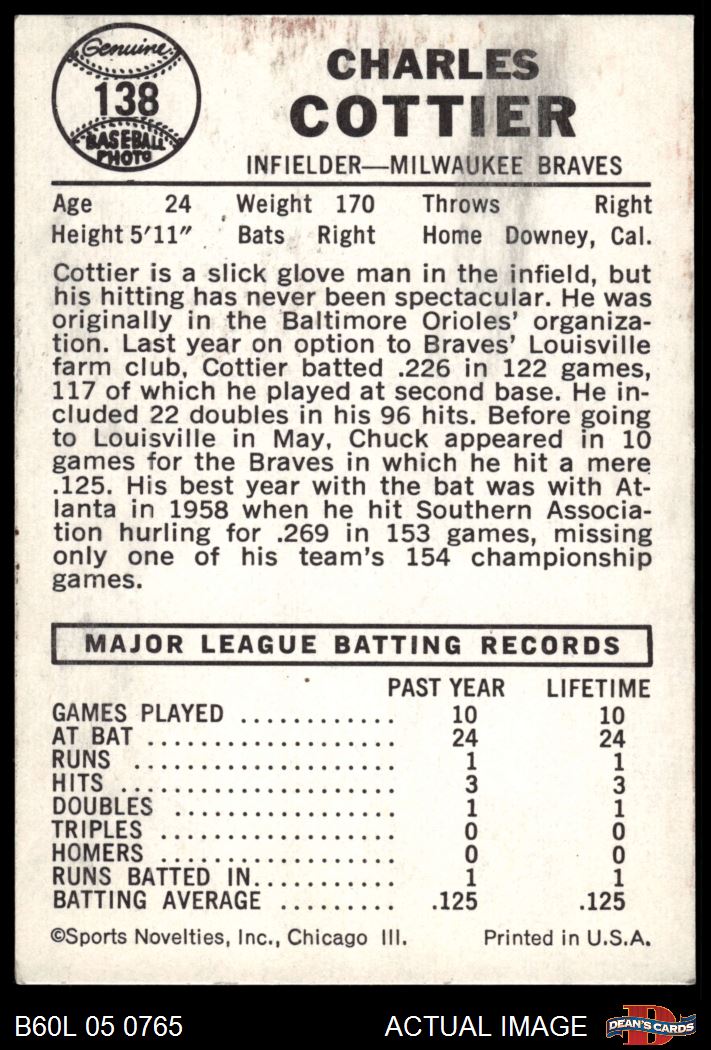 Genuine
138
BASEBALL
PHOTO
CHARLES
COTTIER
INFIELDER—MILWAUKEE BRAVES
Age 24 Weight 170 Throws Right
Height 5'11" Bats Right Home Downey, Cal.
Cottier is a slick glove man in the infield, but
his hitting has never been spectacular. He was
originally in the Baltimore Orioles' organiza-
tion. Last year on option to Braves' Louisville
farm club, Cottier batted .226 in 122 games,
117 of which he played at second base. He in-
cluded 22 doubles in his 96 hits. Before going
to Louisville in May, Chuck appeared in 10
games for the Braves in which he hit a mere
.125. His best year with the bat was with At-
lanta in 1958 when he hit Southern Associa-
tion hurling for .269 in 153 games, missing
only one of his team's 154 championship
games.
MAJOR LEAGUE BATTING RECORDS
PAST YEAR LIFETIME
GAMES PLAYED ............ 10 10
AT BAT ..................... 24 24
RUNS ...................... 1 1
HITS ....................... 3 3
DOUBLES .................. 1 1
TRIPLES ................... 0 0
HOMERS ................... 0 0
RUNS BATTED IN............ 1 1
BATTING AVERAGE ......... .125 .125
©Sports Novelties, Inc., Chicago Ill. Printed in U.S.A.
B60L 05 0765 ACTUAL IMAGE DEAN'S CARDS